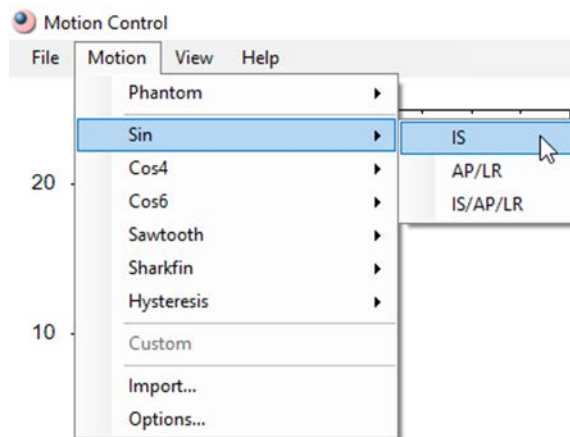 Motion Control
File Motion View Help
Phantom
Sin
IS
Cos4
AP/LR
20
Cos6
IS/AP/LR
Sawtooth
Sharkfin
Hysteresis
10
Custom
Import...
Options...